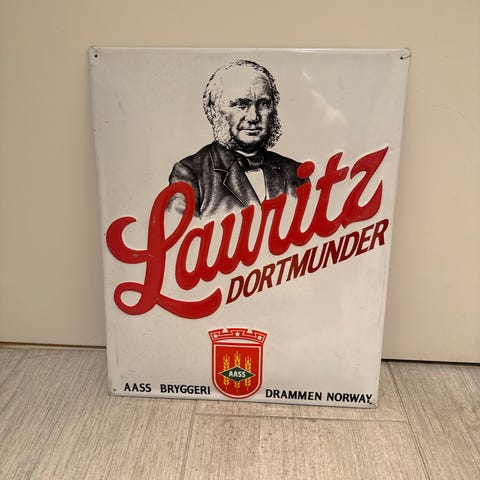 Lauritz
DORTMUNDER
AASS
AASS BRYGGERI DRAMMEN NORWAY